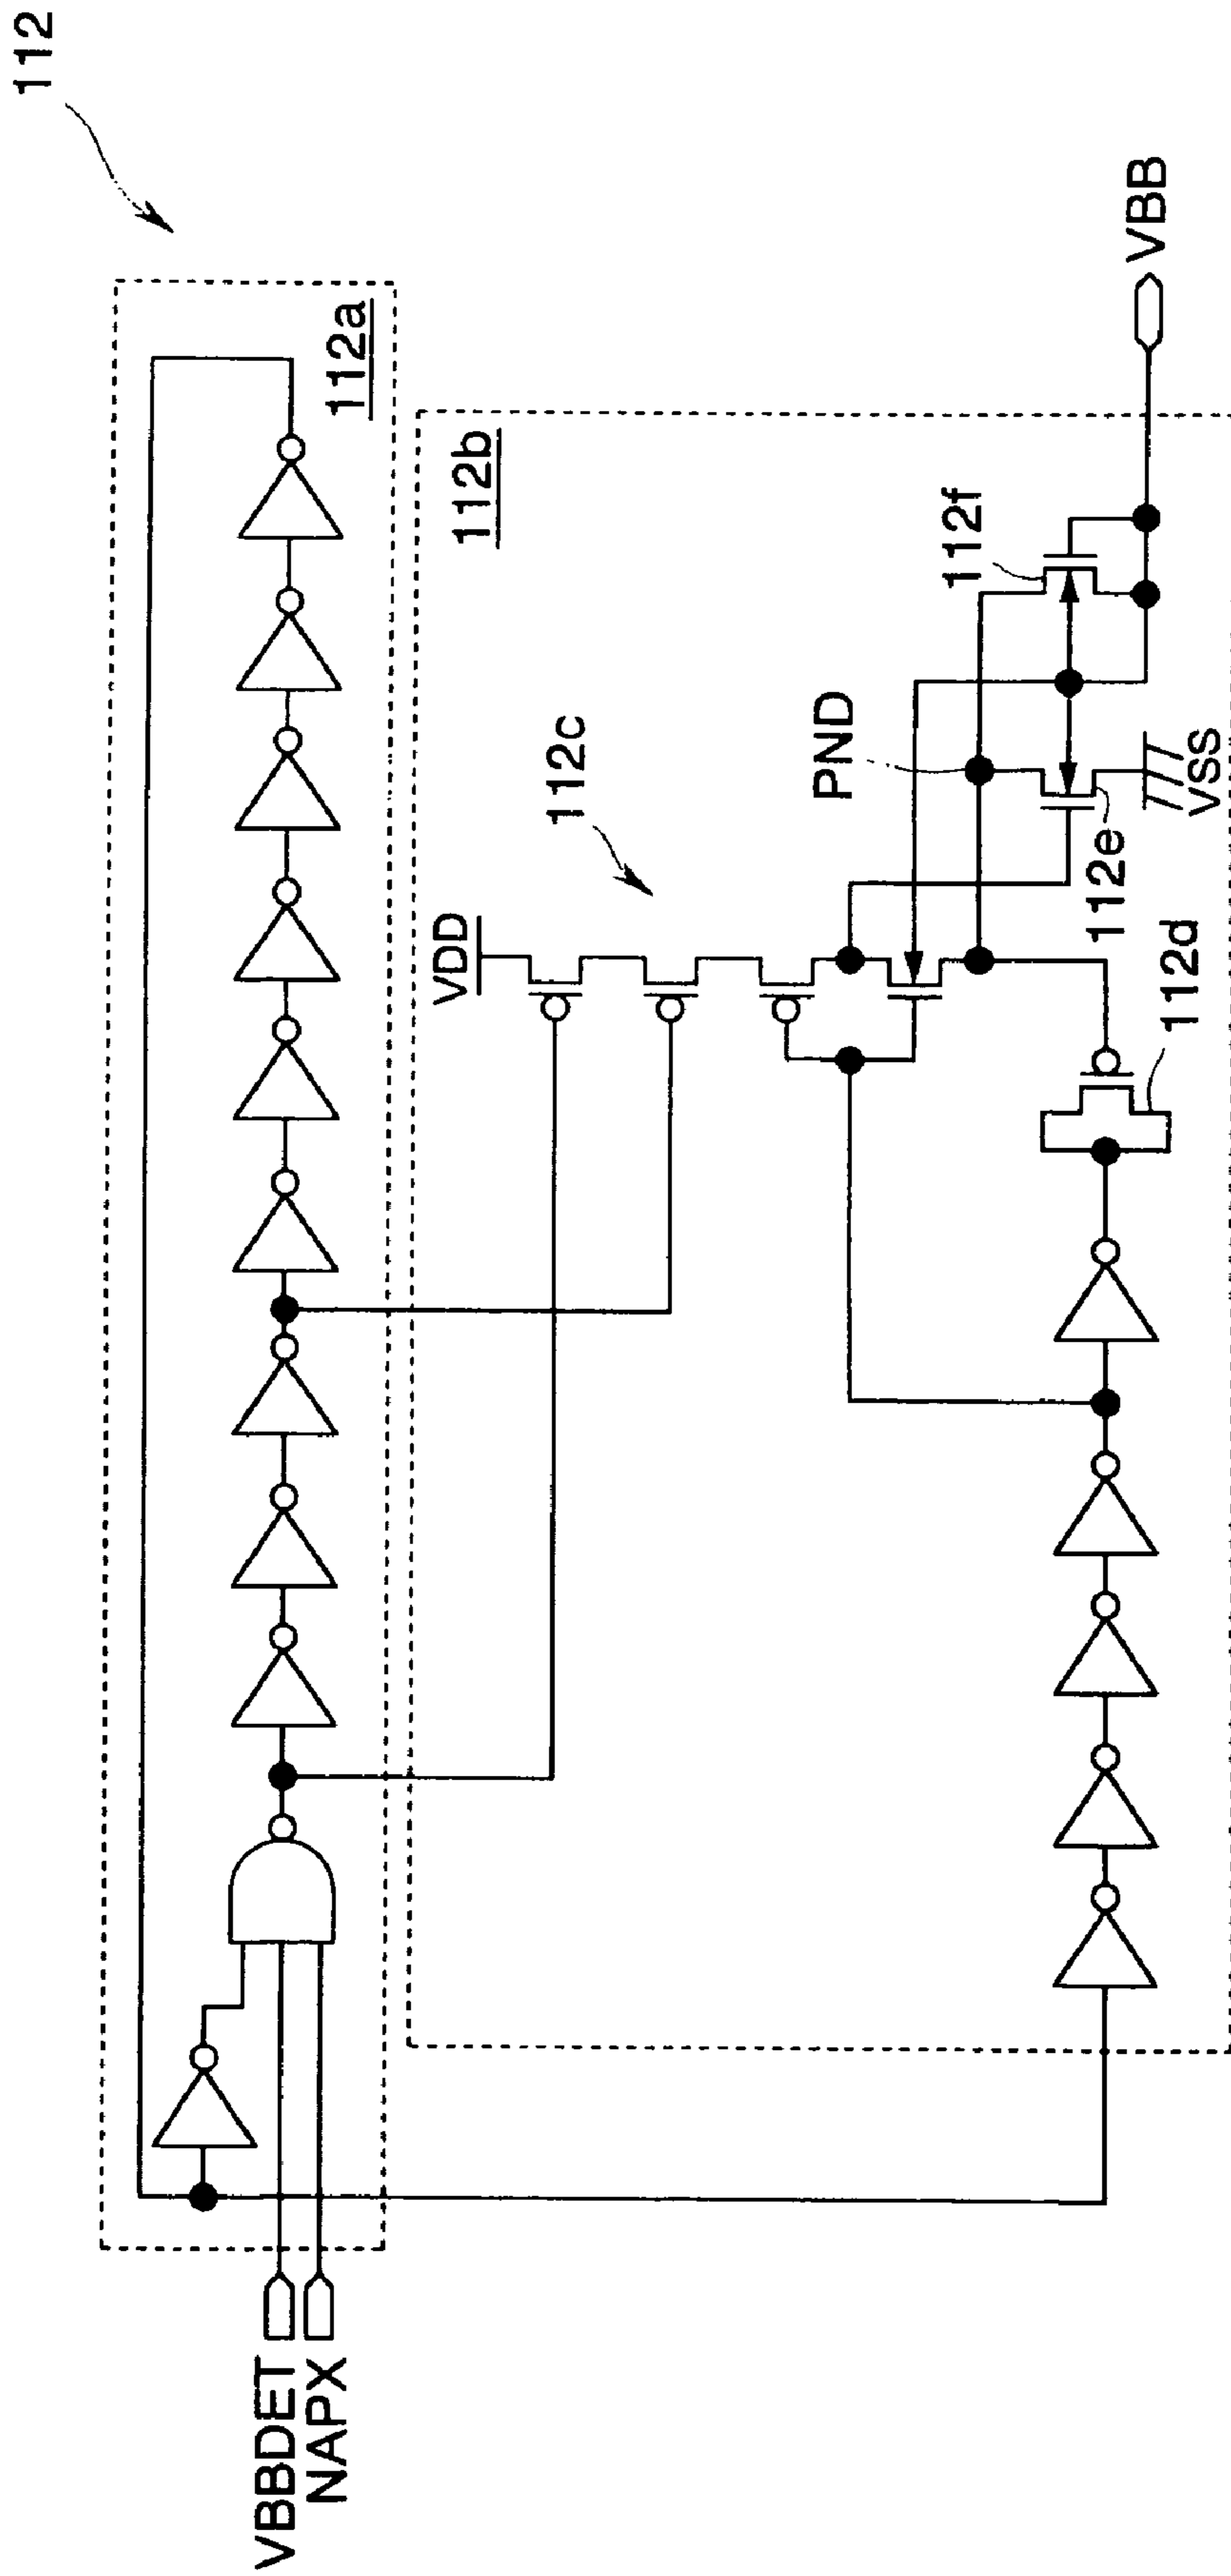 112
112a
112b
VBB
112f
PND
112c
VSS
112e
VDD
112d
VBBDET
NAPX